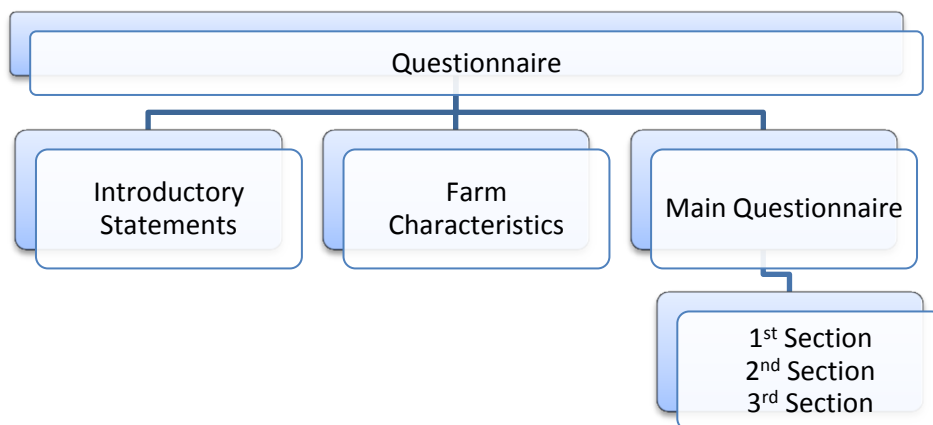 Questionnaire
Introductory
Statements
Farm
Characteristics
Main Questionnaire
1st Section
2nd Section
3rd Section